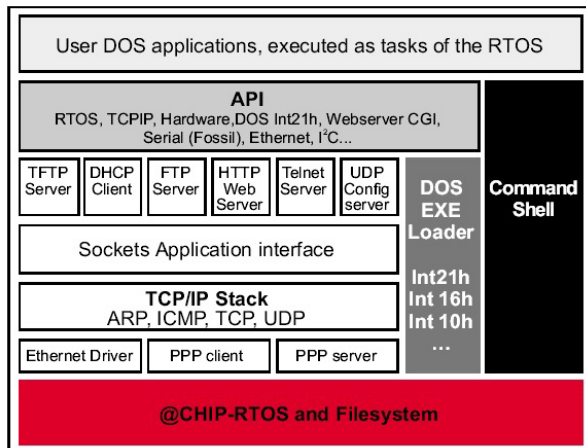 User DOS applications, executed as tasks of the RTOS
API
RTOS, TCPIP, Hardware,DOS Int21h, Webserver CGI,
Serial (Fossil), Ethernet, I²C...
TFTP
Server
DHCP
Client
FTP
Server
HTTP
Web
Server
Telnet
Server
UDP
Config
server
DOS
EXE
Loader
Int21h
Int 16h
Int 10h
...
Command
Shell
Sockets Application interface
TCP/IP Stack
ARP, ICMP, TCP, UDP
Ethernet Driver
PPP client
PPP server
@CHIP-RTOS and Filesystem